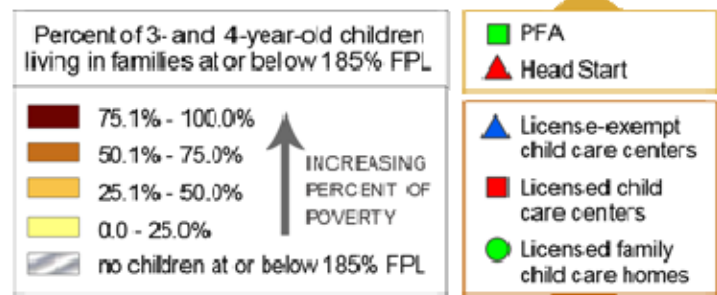 Percent of 3- and 4-year-old children
living in families at or below 185% FPL
75.1% - 100.0%
50.1% - 75.0%
25.1% - 50.0%
0.0 - 25.0%
no children at or below 185% FPL
INCREASING
PERCENT OF
POVERTY
PFA
Head Start
License-exempt
child care centers
Licensed child
care centers
Licensed family
child care homes